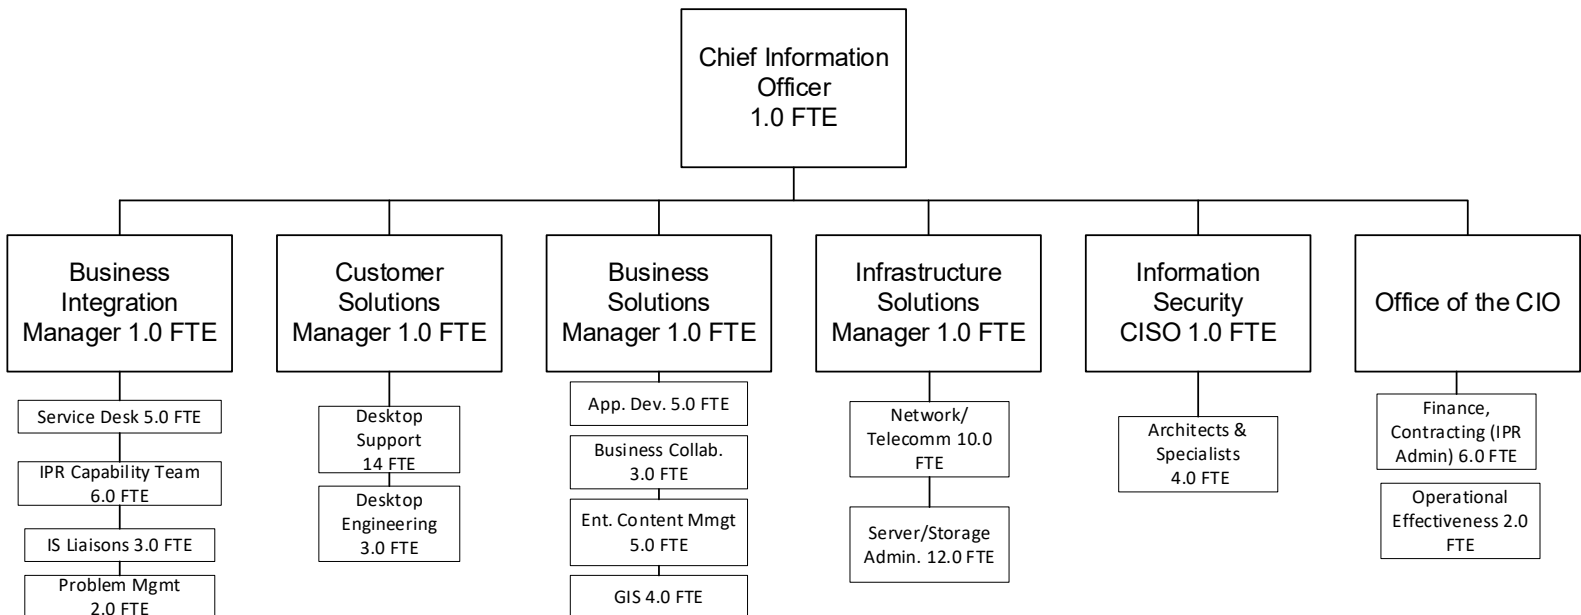 Chief Information
Officer
1.0 FTE
Business
Integration
Manager 1.0 FTE
Customer
Solutions
Manager 1.0 FTE
Business
Solutions
Manager 1.0 FTE
Infrastructure
Solutions
Manager 1.0 FTE
Information
Security
CISO 1.0 FTE
Office of the CIO
Service Desk 5.0 FTE
IPR Capability Team
6.0 FTE
IS Liaisons 3.0 FTE
Problem Mgmt
2.0 FTE
Desktop
Support
14 FTE
Desktop
Engineering
3.0 FTE
App. Dev. 5.0 FTE
Business Collab.
3.0 FTE
Ent. Content Mmgt
5.0 FTE
GIS 4.0 FTE
Network/
Telecomm 10.0
FTE
Server/Storage
Admin. 12.0 FTE
Architects &
Specialists
4.0 FTE
Finance,
Contracting (IPR
Admin) 6.0 FTE
Operational
Effectiveness 2.0
FTE